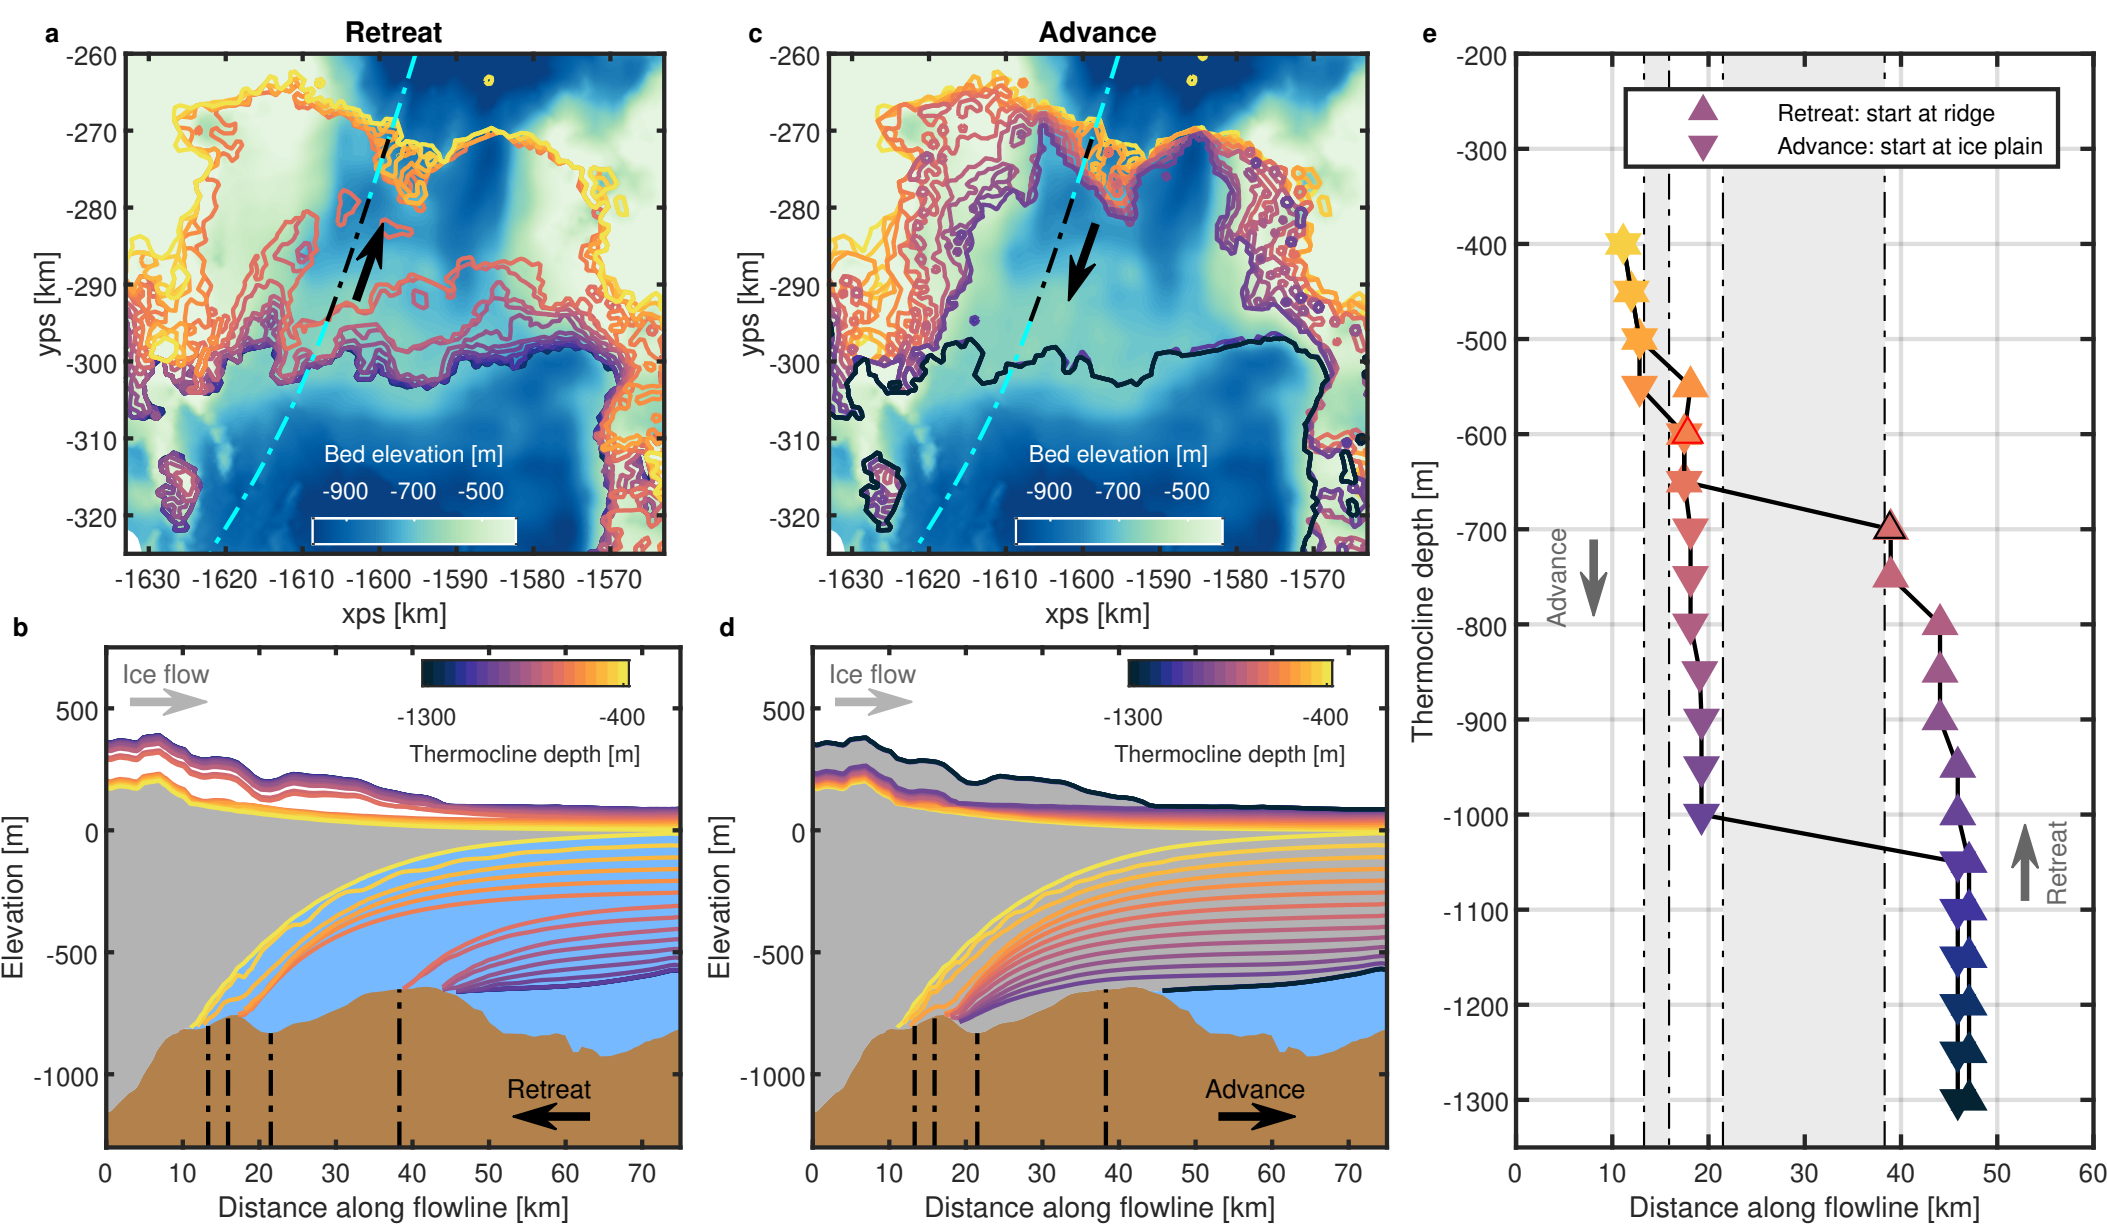 a
Retreat
-260
-270
-280
-290
-300
-310
-320
yps [km]
Bed elevation [m]
-900 -700 -500
-1630 -1620 -1610 -1600 -1590 -1580 -1570
xps [km]
c
Advance
-260
-270
-280
-290
-300
-310
-320
yps [km]
Bed elevation [m]
-900 -700 -500
-1630 -1620 -1610 -1600 -1590 -1580 -1570
xps [km]
b
Ice flow
-1300 -400
Thermocline depth [m]
500
0
-500
-1000
Elevation [m]
Retreat
0 10 20 30 40 50 60 70
Distance along flowline [km]
d
Ice flow
-1300 -400
Thermocline depth [m]
500
0
-500
-1000
Elevation [m]
Advance
0 10 20 30 40 50 60 70
Distance along flowline [km]
e
-200
-300
-400
-500
-600
-700
-800
-900
-1000
-1100
-1200
-1300
Thermocline depth [m]
Retreat: start at ridge
Advance: start at ice plain
Advance
Retreat
0 10 20 30 40 50 60
Distance along flowline [km]